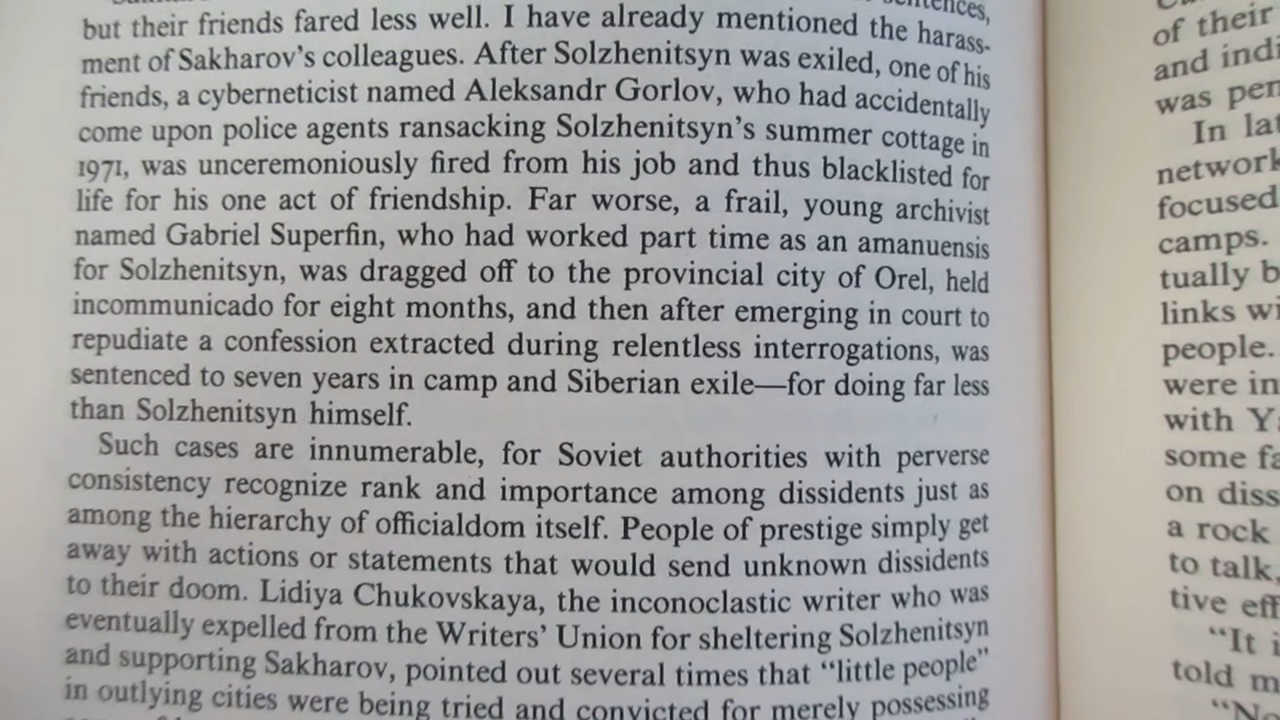 but their friends fared less well. I have already mentioned the harass-
ment of Sakharov's colleagues. After Solzhenitsyn was exiled, one of his
friends, a cyberneticist named Aleksandr Gorlov, who had accidentally
come upon police agents ransacking Solzhenitsyn's summer cottage in
1971, was unceremoniously fired from his job and thus blacklisted for
life for his one act of friendship. Far worse, a frail, young archivist
named Gabriel Superfin, who had worked part time as an amanuensis
for Solzhenitsyn, was dragged off to the provincial city of Orel, held
incommunicado for eight months, and then after emerging in court to
repudiate a confession extracted during relentless interrogations, was
sentenced to seven years in camp and Siberian exile—for doing far less
than Solzhenitsyn himself.
Such cases are innumerable, for Soviet authorities with perverse
consistency recognize rank and importance among dissidents just as
among the hierarchy of officialdom itself. People of prestige simply get
away with actions or statements that would send unknown dissidents
to their doom. Lidiya Chukovskaya, the inconoclastic writer who was
eventually expelled from the Writers' Union for sheltering Solzhenitsyn
and supporting Sakharov, pointed out several times that "little people"
in outlying cities were being tried and convicted for merely possessing
of their
and indi
was pen
In lat
network
focused
camps.
tually b
links wi
people.
were in
with Y
some fa
on diss
a rock
to talk,
tive eff
"It i
told m
"No